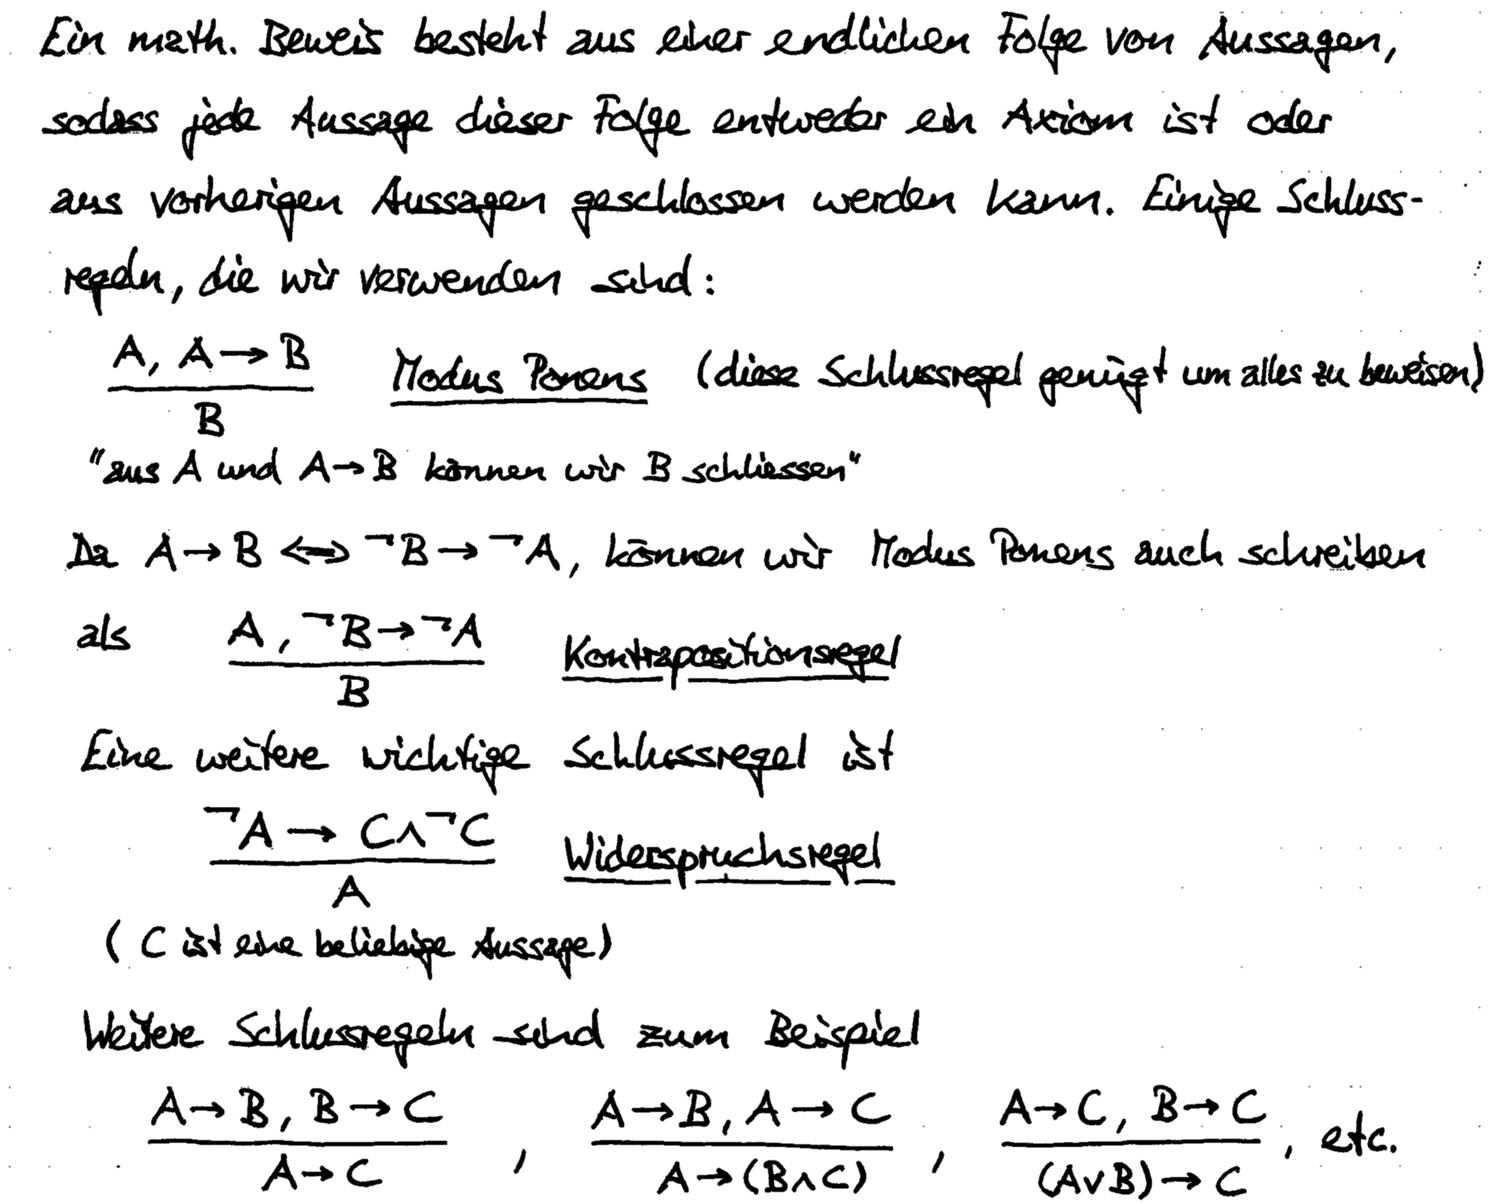 Ein math. Beweis besteht aus einer endlichen Folge von Aussagen,
sodass jede Aussage dieser Folge entweder ein Axiom ist oder
aus vorherigen Aussagen geschlossen werden kann. Einige Schluss-
regeln, die wir verwenden sind:
A, A → B
B
Modus Ponens (diese Schlussregel genügt um alles zu beweisen)
"aus A und A → B können wir B schliessen"
Da A → B ⟺ ¬B → ¬A, können wir Modus Ponens auch schreiben
als A, ¬B → ¬A
B
Kontrapositionsregel
Eine weitere wichtige Schlussregel ist
¬A → C∧¬C
A
Widerspruchsregel
(C ist eine beliebige Aussage)
Weitere Schlussregeln sind zum Beispiel
A → B, B → C
A → C
,
A → B, A → C
A → (B∧C)
,
A → C, B → C
(A∨B) → C
, etc.